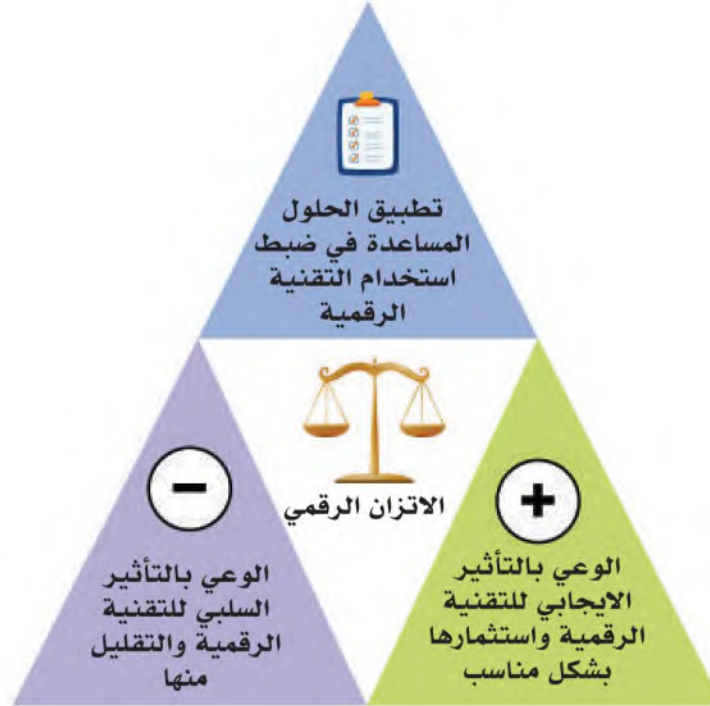 تطبيق الحلول
المساعدة في ضبط
استخدام التقنية
الرقمية
الاتزان الرقمي
+
الوعي بالتأثير
الايجابي للتقنية
الرقمية واستثمارها
بشكل مناسب
-
الوعي بالتأثير
السلبي للتقنية
الرقمية والتقليل
منها